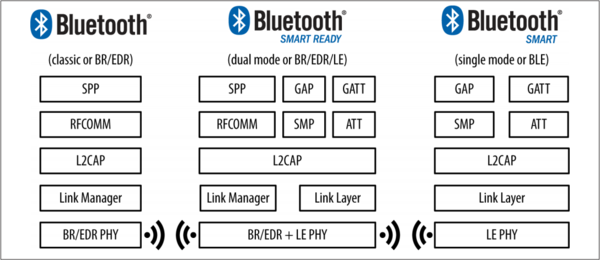 Bluetooth®
(classic or BR/EDR)
SPP
RFCOMM
L2CAP
Link Manager
BR/EDR PHY
Bluetooth®
SMART READY
(dual mode or BR/EDR/LE)
SPP GAP GATT
RFCOMM SMP ATT
L2CAP
Link Manager Link Layer
BR/EDR + LE PHY
Bluetooth®
SMART
(single mode or BLE)
GAP GATT
SMP ATT
L2CAP
Link Layer
LE PHY